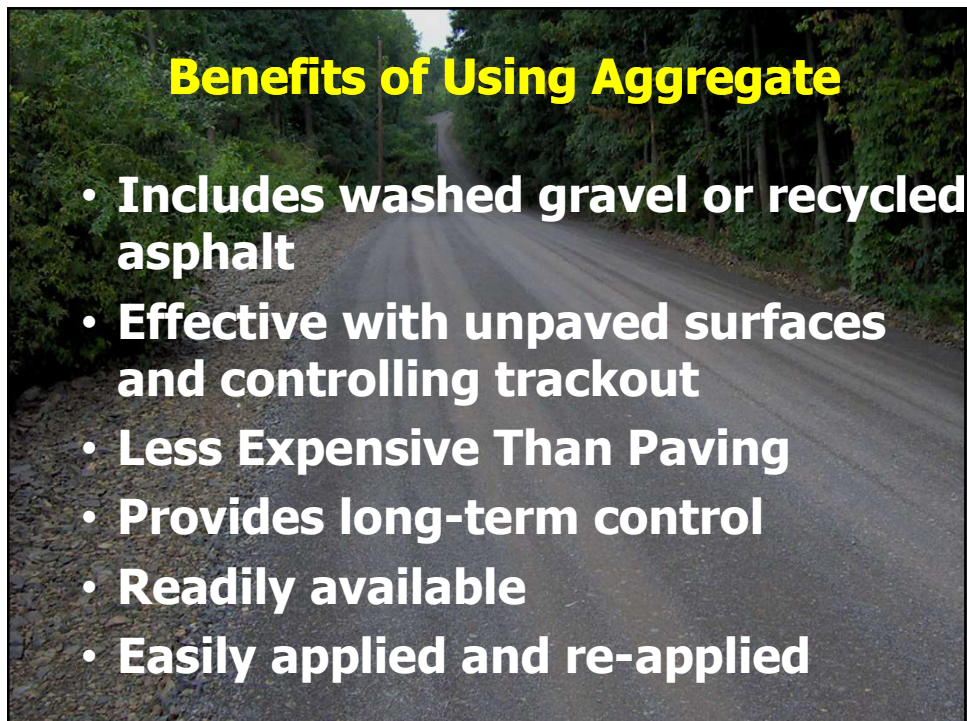 Benefits of Using Aggregate
• Includes washed gravel or recycled
asphalt
• Effective with unpaved surfaces
and controlling trackout
• Less Expensive Than Paving
• Provides long-term control
• Readily available
• Easily applied and re-applied